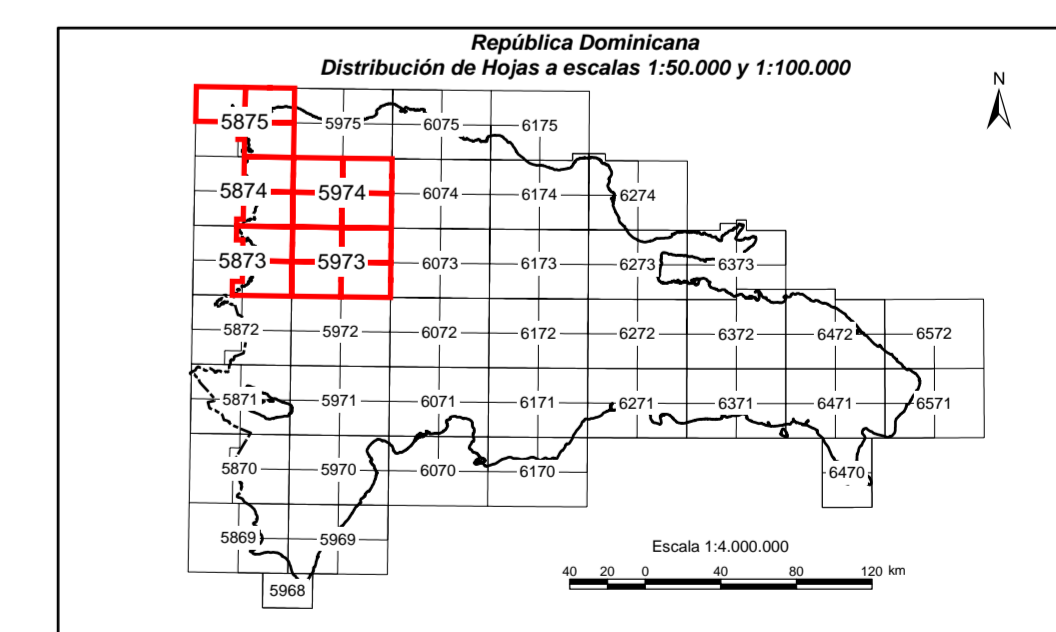 República Dominicana
Distribución de Hojas a escalas 1:50.000 y 1:100.000
N
5875 5975 6075 6175
5874 5974 6074 6174 6274
5873 5973 6073 6173 6273 6373
5872 5972 6072 6172 6272 6372 6472 6572
5871 5971 6071 6171 6271 6371 6471 6571
5870 5970 6070 6170 6470
5869 5969
Escala 1:4.000.000
40 20 0 40 80 120 km
5968